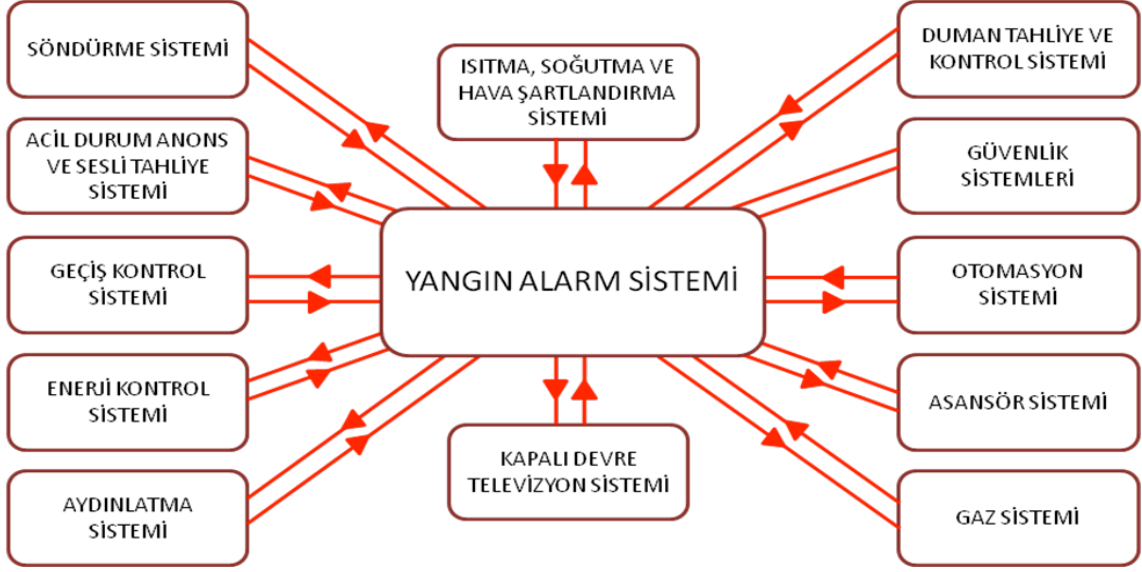 SÖNDÜRME SİSTEMİ
ACİL DURUM ANONS
VE SESLİ TAHLİYE
SİSTEMİ
GEÇİŞ KONTROL
SİSTEMİ
ENERJİ KONTROL
SİSTEMİ
AYDINLATMA
SİSTEMİ
ISITMA, SOĞUTMA VE
HAVA ŞARTLANDIRMA
SİSTEMİ
YANGIN ALARM SİSTEMİ
KAPALI DEVRE
TELEVİZYON SİSTEMİ
DUMAN TAHLİYE VE
KONTROL SİSTEMİ
GÜVENLİK
SİSTEMLERİ
OTOMASYON
SİSTEMİ
ASANSÖR SİSTEMİ
GAZ SİSTEMİ